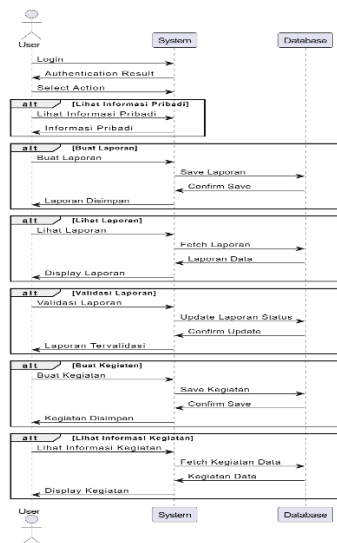 User
System
Database
Login
Authentication Result
Select Action
alt [Lihat Informasi Pribadi]
Lihat Informasi Pribadi
Informasi Pribadi
alt [Buat Laporan]
Buat Laporan
Save Laporan
Confirm Save
Laporan Disimpan
alt [Lihat Laporan]
Lihat Laporan
Fetch Laporan
Laporan Data
Display Laporan
alt [Validasi Laporan]
Validasi Laporan
Update Laporan Status
Confirm Update
Laporan Tervalidasi
alt [Buat Kegiatan]
Buat Kegiatan
Save Kegiatan
Confirm Save
Kegiatan Disimpan
alt [Lihat Informasi Kegiatan]
Lihat Informasi Kegiatan
Fetch Kegiatan Data
Kegiatan Data
Display Kegiatan
User
System
Database